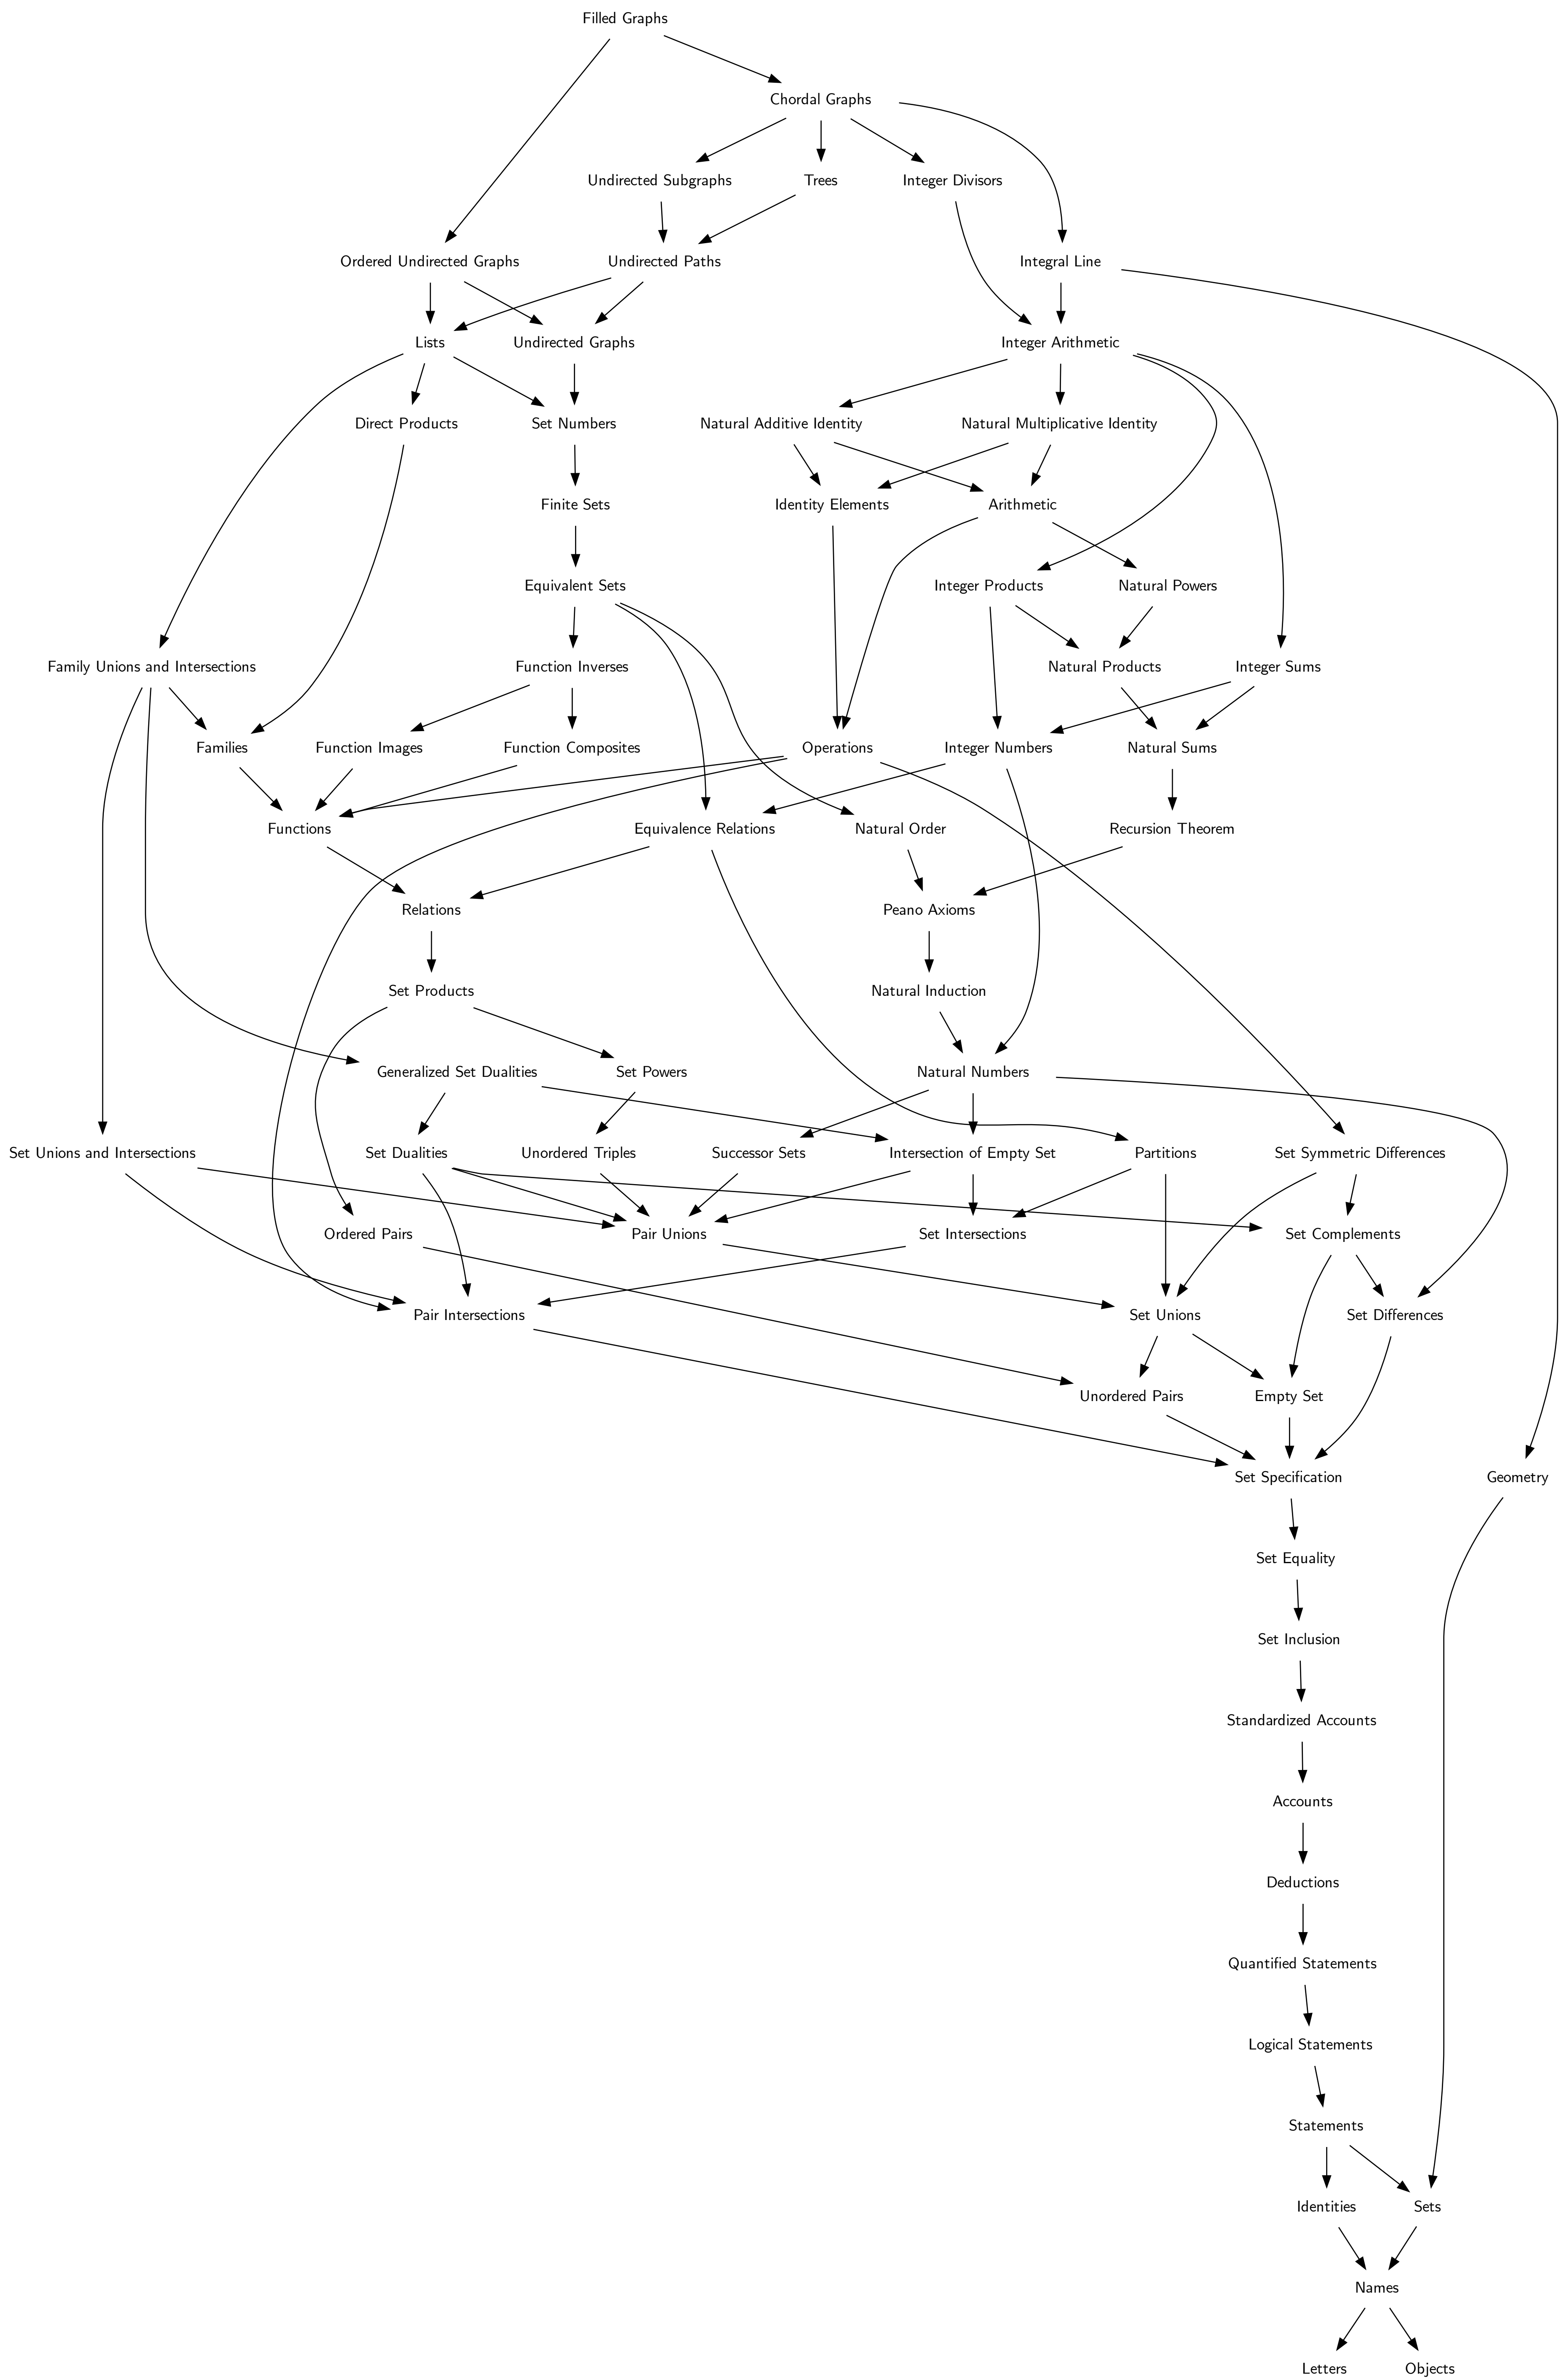 Filled Graphs
Chordal Graphs
Undirected Subgraphs
Trees
Integer Divisors
Ordered Undirected Graphs
Undirected Paths
Integral Line
Lists
Undirected Graphs
Integer Arithmetic
Direct Products
Set Numbers
Natural Additive Identity
Natural Multiplicative Identity
Finite Sets
Identity Elements
Arithmetic
Equivalent Sets
Integer Products
Natural Powers
Family Unions and Intersections
Function Inverses
Natural Products
Integer Sums
Families
Function Images
Function Composites
Operations
Integer Numbers
Natural Sums
Functions
Equivalence Relations
Natural Order
Recursion Theorem
Relations
Peano Axioms
Set Products
Natural Induction
Generalized Set Dualities
Set Powers
Natural Numbers
Set Unions and Intersections
Set Dualities
Unordered Triples
Successor Sets
Intersection of Empty Set
Partitions
Set Symmetric Differences
Ordered Pairs
Pair Unions
Set Intersections
Set Complements
Pair Intersections
Set Unions
Set Differences
Unordered Pairs
Empty Set
Set Specification
Geometry
Set Equality
Set Inclusion
Standardized Accounts
Accounts
Deductions
Quantified Statements
Logical Statements
Statements
Identities
Sets
Names
Letters
Objects